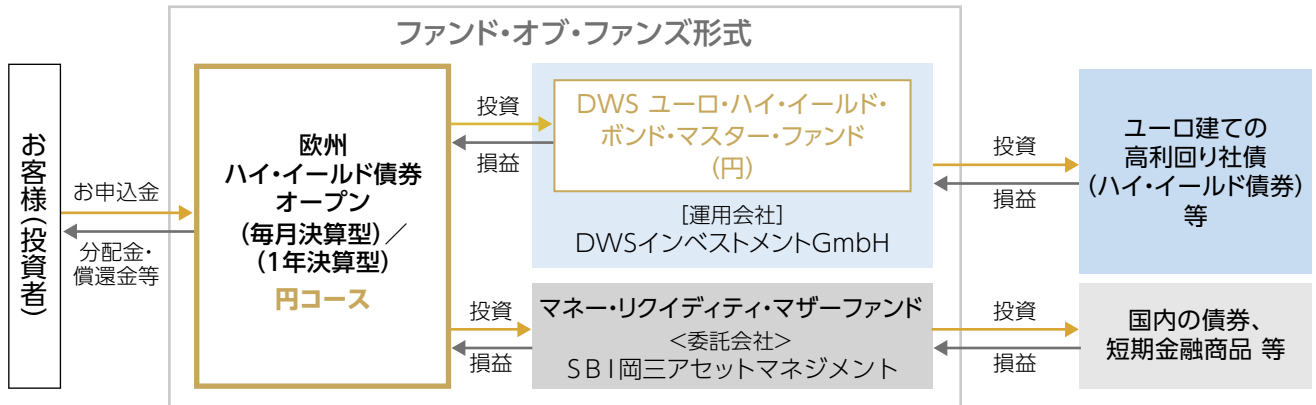 ファンド・オブ・ファンズ形式
お客様(投資者)
お申込金
分配金・
償還金等
欧州
ハイ・イールド債券
オープン
(毎月決算型)/
(1年決算型)
円コース
投資
損益
DWS ユーロ・ハイ・イールド・
ボンド・マスター・ファンド
(円)
[運用会社]
DWSインベストメントGmbH
投資
損益
ユーロ建ての
高利回り社債
(ハイ・イールド債券)
等
投資
損益
マネー・リクイディティ・マザーファンド
<委託会社>
SBI岡三アセットマネジメント
投資
損益
国内の債券、
短期金融商品 等